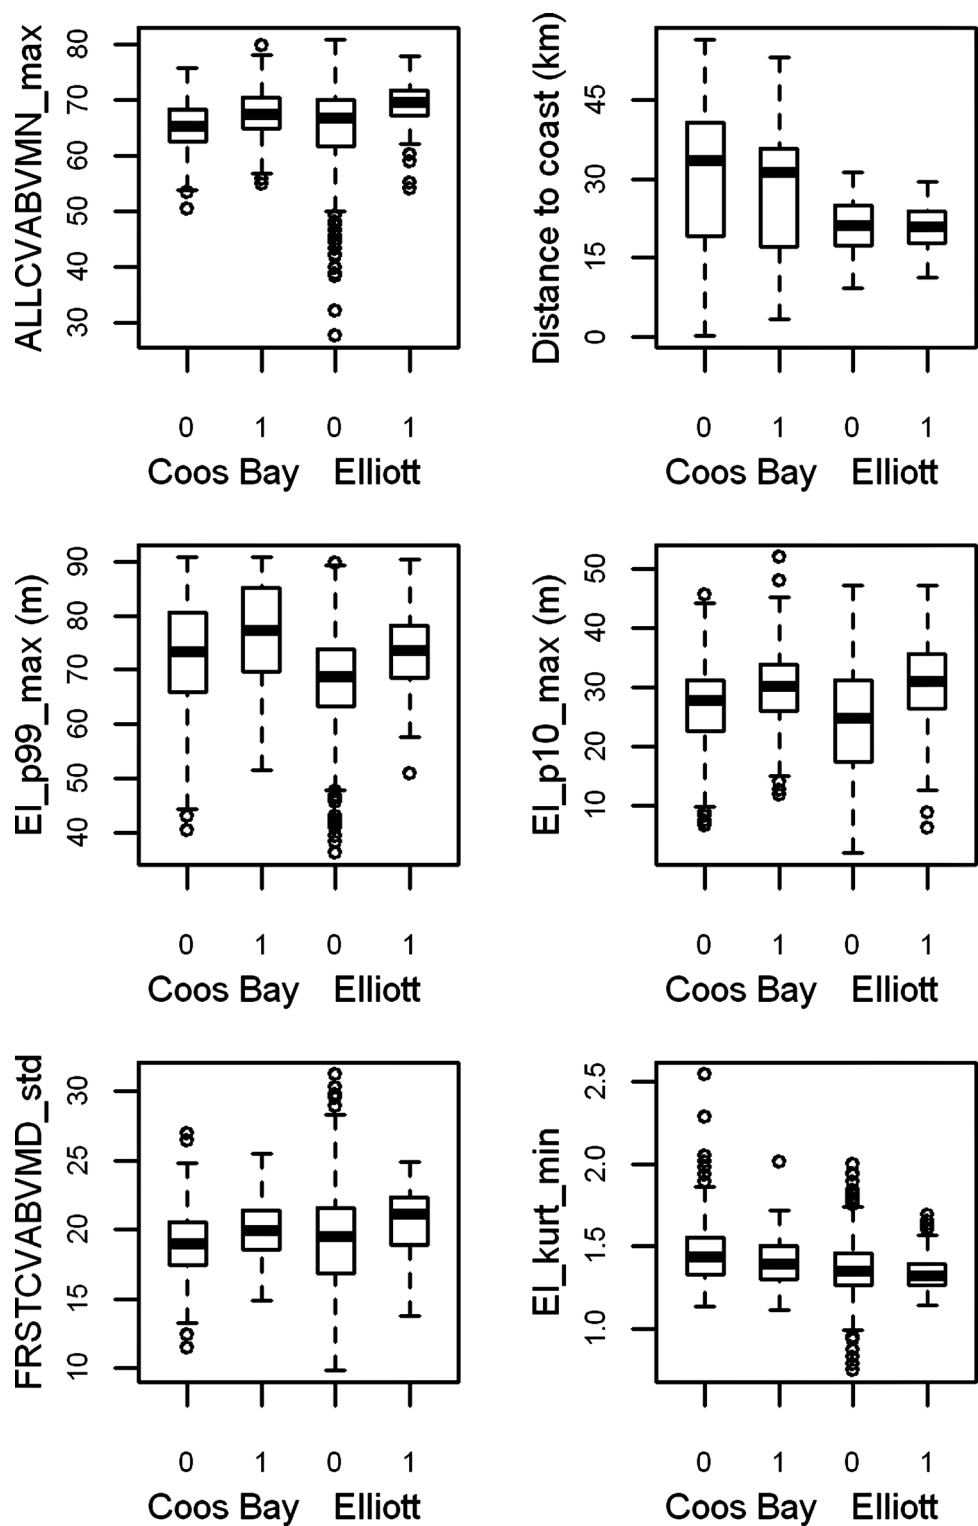 ALLCVABVMN_max
80
70
60
50
40
30
0 1 0 1
Coos Bay Elliott
Distance to coast (km)
45
30
15
0
0 1 0 1
Coos Bay Elliott
El_p99_max (m)
90
80
70
60
50
40
0 1 0 1
Coos Bay Elliott
El_p10_max (m)
50
40
30
20
10
0 1 0 1
Coos Bay Elliott
FRSTCVABVMD_std
30
25
20
15
10
0 1 0 1
Coos Bay Elliott
El_kurt_min
2.5
2.0
1.5
1.0
0 1 0 1
Coos Bay Elliott